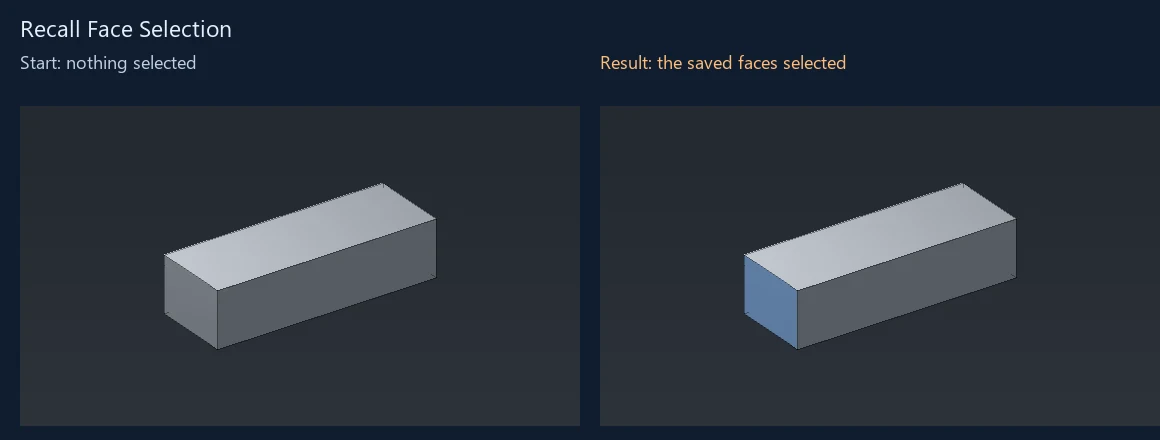 Recall Face Selection
Start: nothing selected
Result: the saved faces selected